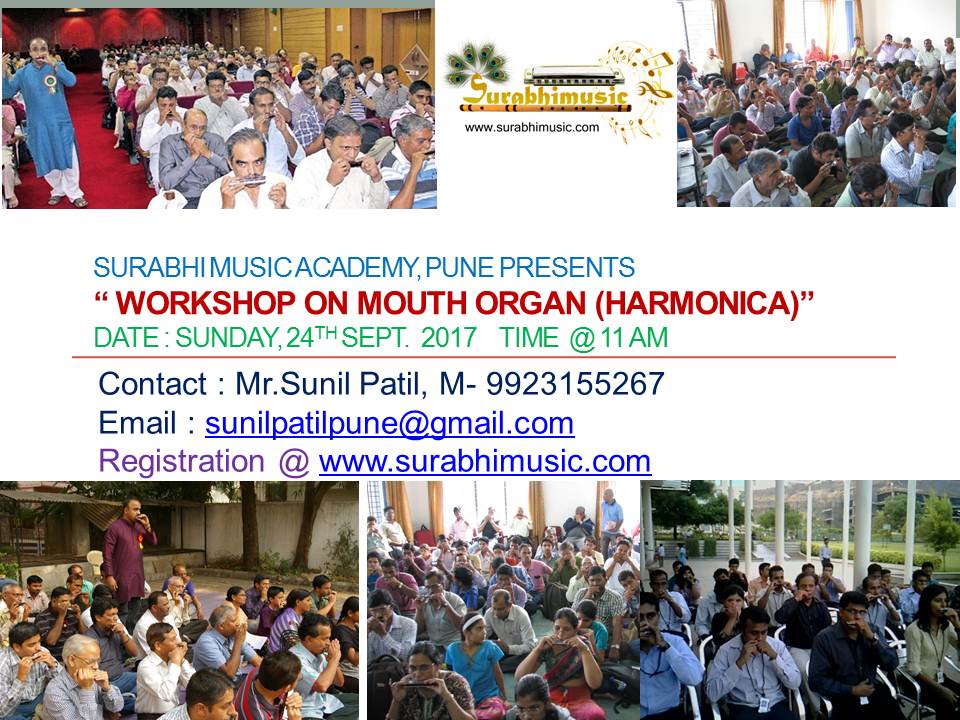 Surabhimusic
www.surabhimusic.com
SURABHI MUSIC ACADEMY, PUNE PRESENTS
“ WORKSHOP ON MOUTH ORGAN (HARMONICA)”
DATE : SUNDAY, 24TH SEPT. 2017 TIME @ 11 AM
Contact : Mr.Sunil Patil, M- 9923155267
Email : sunilpatilpune@gmail.com
Registration @ www.surabhimusic.com